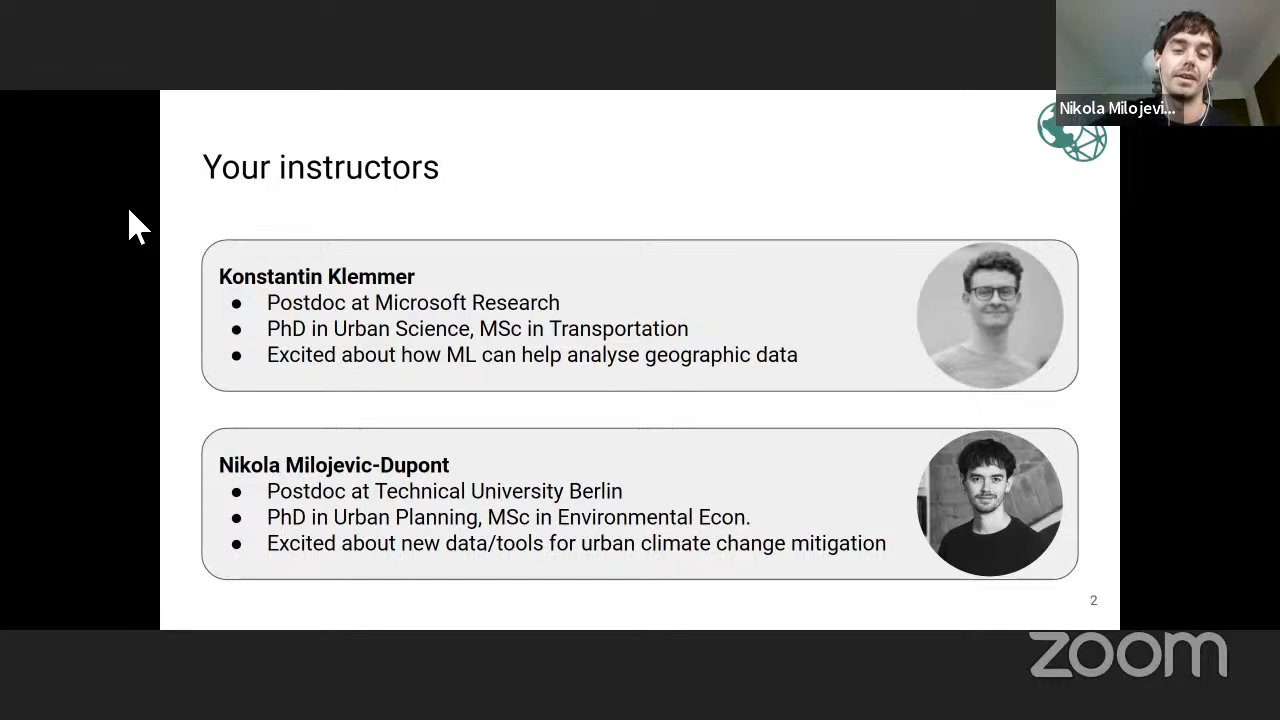 Nikola Milojevi...
Your instructors
Konstantin Klemmer
● Postdoc at Microsoft Research
● PhD in Urban Science, MSc in Transportation
● Excited about how ML can help analyse geographic data
Nikola Milojevic-Dupont
● Postdoc at Technical University Berlin
● PhD in Urban Planning, MSc in Environmental Econ.
● Excited about new data/tools for urban climate change mitigation
2
zoom